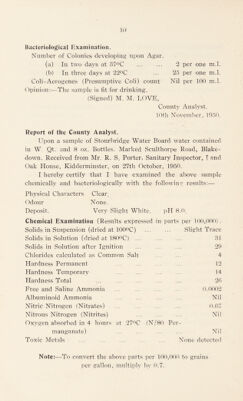 10
Bacteriological Examination.
Number of Colonies developing upon Agar.
(a) In two days at 37ºC ... ... 2 per one m.l.
(b) In three days at 22ºC ... 25 per one m.l.
Coli-Aerogenes (Presumptive Coli) count Nil per 100 m.l.
Opinion:—The sample is fit for drinking.
(Signed) M. M. LOVE,
County Analyst.
10th November, 1950.
Report of the County Analyst.
Upon a sample of Stourbridge Water Board water contained
in W. Qt. and 8 oz. Bottles. Marked Sculthorpe Road, Blake-
down. Received from Mr. R. S. Porter, Sanitary Inspector, and
Oak House, Kidderminster, on 27th October, 1950.
I hereby certify that I have examined the above sample
chemically and bacteriologically with the following results:—
Physical Characters Clear.
Odour None.
Deposit. Very Slight White. pH 8.0.
Chemical Examination (Results expressed in parts per 100,000).
Solids in Suspension (dried at 100ºC) ... Slight Trace
Solids in Solution (dried at 180ºC) ... ... 31
Solids in Solution after Ignition ... ... 29
Chlorides calculated as Common Salt ... ... 4
Hardness Permanent ... ... ... 12
Hardness Temporary ... ... ... 14
Hardness Total ... ... ... 26
Free and Saline Ammonia ... ... ... 0.0002
Albuminoid Ammonia ... ... ... Nil
Nitric Nitrogen (Nitrates) ... ... ... 0.07
Nitrous Nitrogen (Nitrites) ... ... ... Nil
Oxygen absorbed in 4 hours at 27ºC (N/80 Per-
manganate) ... ... ... Nil
Toxic Metals ... ... ... None detected
Note:—To convert the above parts per 100,000 to grains
per gallon, multiply by 0.7.